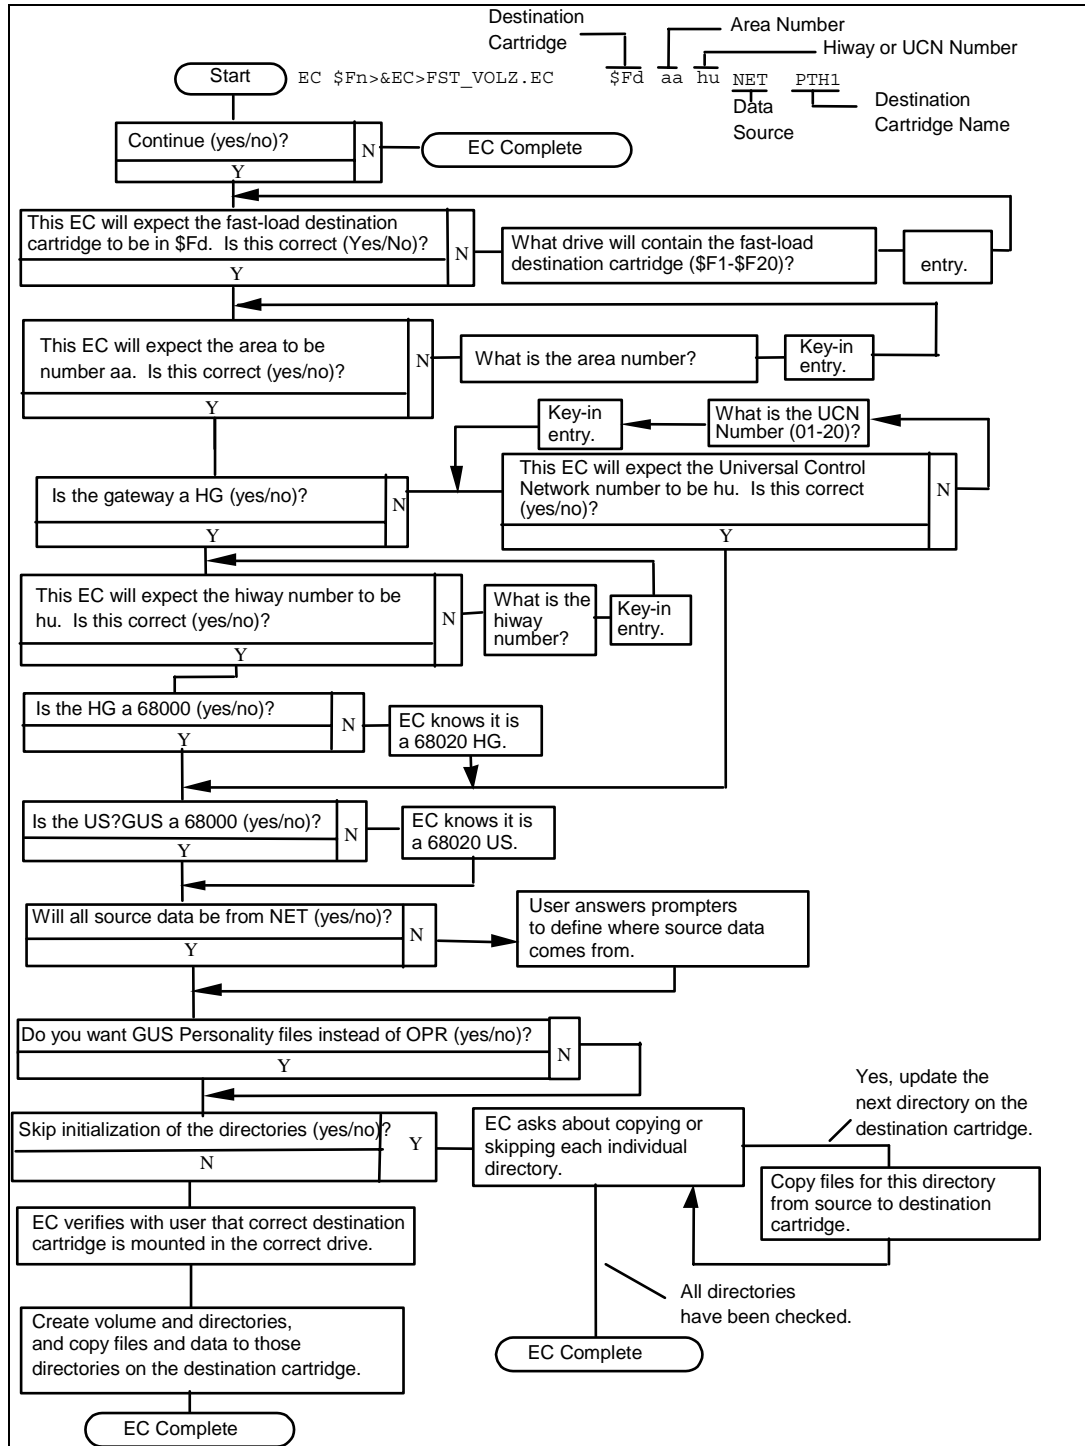 Destination
Cartridge
Area Number
Hiway or UCN Number
Start
EC $Fn>&EC>FST_VOLZ.EC $Fd aa hu NET PTH1
Data
Source
Destination
Cartridge Name
Continue (yes/no)?
N
Y
EC Complete
This EC will expect the fast-load destination
cartridge to be in $Fd. Is this correct (Yes/No)?
N
Y
What drive will contain the fast-load
destination cartridge ($F1-$F20)?
entry.
This EC will expect the area to be
number aa. Is this correct (yes/no)?
N
Y
What is the area number?
Key-in
entry.
Key-in
entry.
What is the UCN
Number (01-20)?
Is the gateway a HG (yes/no)?
N
Y
This EC will expect the Universal Control
Network number to be hu. Is this correct
(yes/no)?
N
Y
This EC will expect the hiway number to be
hu. Is this correct (yes/no)?
N
Y
What is the
hiway
number?
Key-in
entry.
Is the HG a 68000 (yes/no)?
N
Y
EC knows it is
a 68020 HG.
Is the US?GUS a 68000 (yes/no)?
N
Y
EC knows it is
a 68020 US.
Will all source data be from NET (yes/no)?
N
Y
User answers prompters
to define where source data
comes from.
Do you want GUS Personality files instead of OPR (yes/no)?
N
Y
Skip initialization of the directories (yes/no)?
Y
N
EC asks about copying or
skipping each individual
directory.
Yes, update the
next directory on the
destination cartridge.
Copy files for this directory
from source to destination
cartridge.
EC verifies with user that correct destination
cartridge is mounted in the correct drive.
All directories
have been checked.
Create volume and directories,
and copy files and data to those
directories on the destination cartridge.
EC Complete
EC Complete